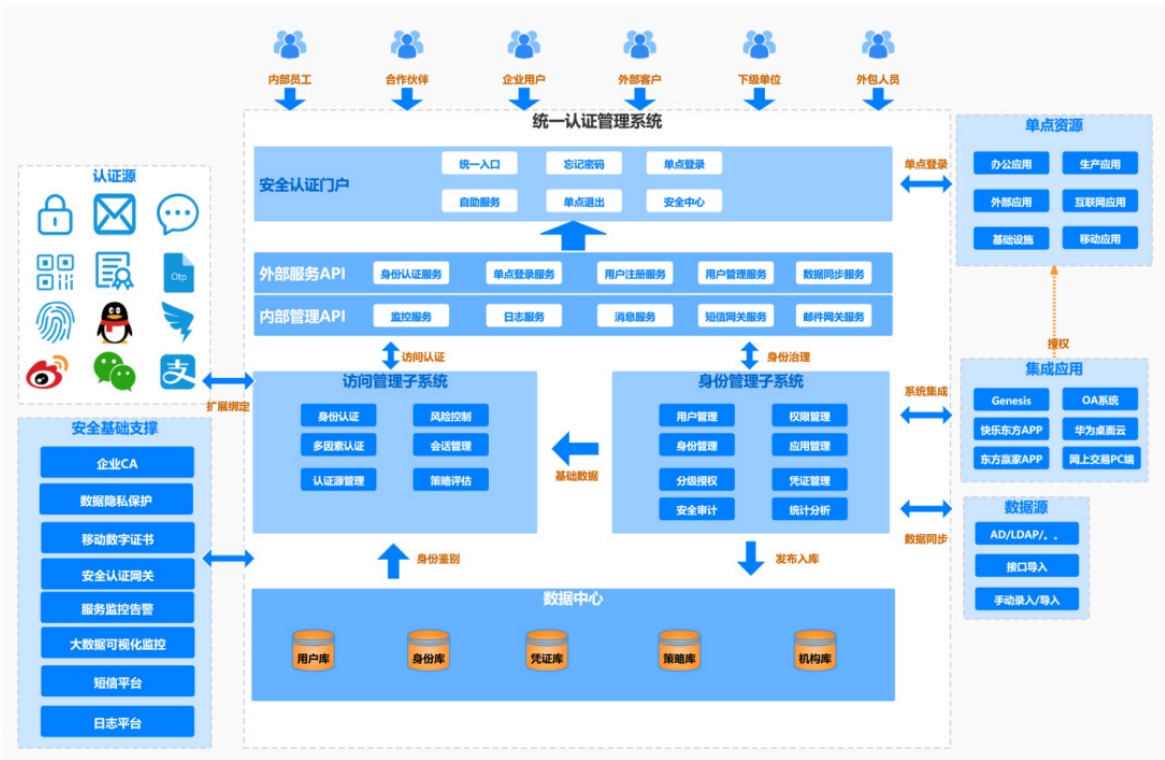 内部员工
合作伙伴
企业用户
外部客户
下级单位
外包人员
统一认证管理系统
安全认证门户
统一入口
忘记密码
单点登录
自助服务
单点退出
安全中心
单点登录
单点资源
办公应用
生产应用
外部应用
互联网应用
基础设施
移动应用
认证源
Otp
支
扩展绑定
外部服务API
身份认证服务
单点登录服务
用户注册服务
用户管理服务
数据同步服务
内部管理API
监控服务
日志服务
消息服务
短信网关服务
邮件网关服务
访问认证
身份治理
授权
访问管理子系统
身份认证
风险控制
多因素认证
会话管理
认证源管理
策略评估
基础数据
身份管理子系统
用户管理
权限管理
身份管理
应用管理
分级授权
凭证管理
安全审计
统计分析
系统集成
集成应用
Genesis
OA系统
快乐东方APP
华为桌面云
东方赢家APP
网上交易PC端
数据同步
数据源
AD/LDAP/。。
接口导入
手动录入/导入
安全基础支撑
企业CA
数据隐私保护
移动数字证书
安全认证网关
服务监控告警
大数据可视化监控
短信平台
日志平台
身份鉴别
发布入库
数据中心
用户库
身份库
凭证库
策略库
机构库